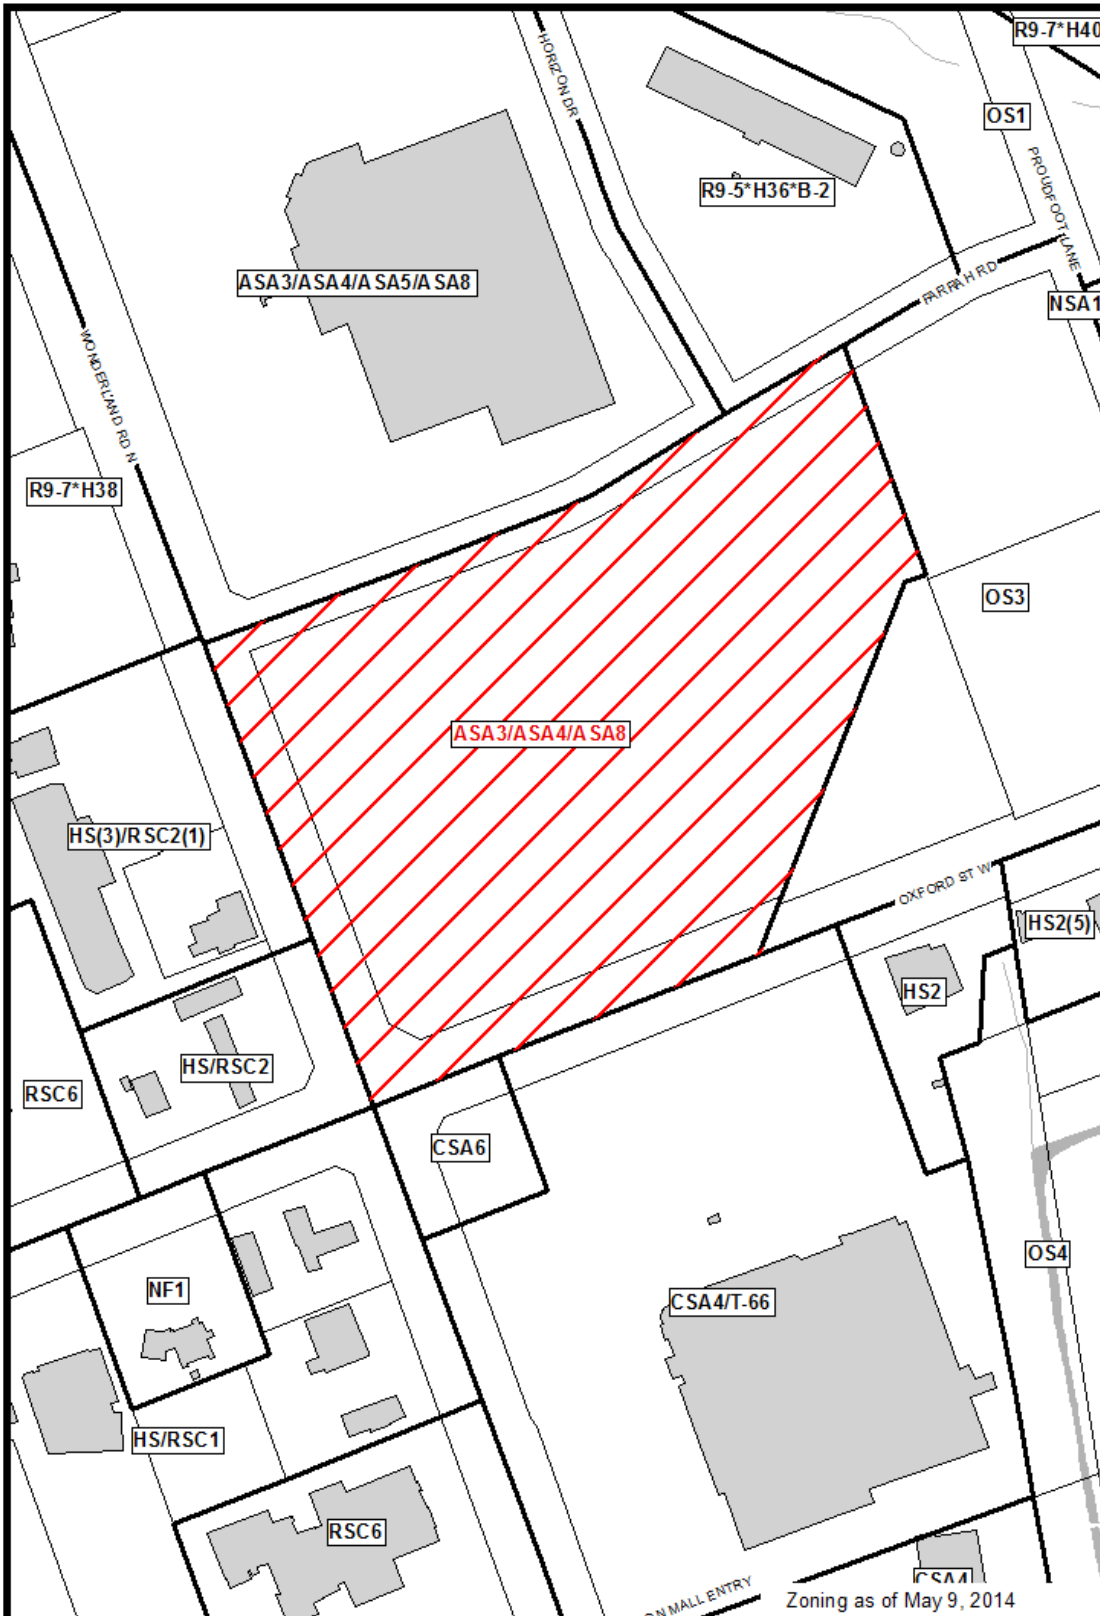 R9-7*H40
HORIZON DR
OS1
PROUDFOOT LANE
R9-5*H36*B-2
ASA3/ASA4/ASA5/ASA8
FARRAH RD
NSA1
WONDERLAND RD N
R9-7*H38
OS3
ASA3/ASA4/ASA8
HS(3)/RSC2(1)
OXFORD ST W
HS2(5)
HS2
HS/RSC2
RSC6
CSA6
OS4
NF1
CSA4/T-66
HS/RSC1
RSC6
CSA4
MALL ENTRY
Zoning as of May 9, 2014